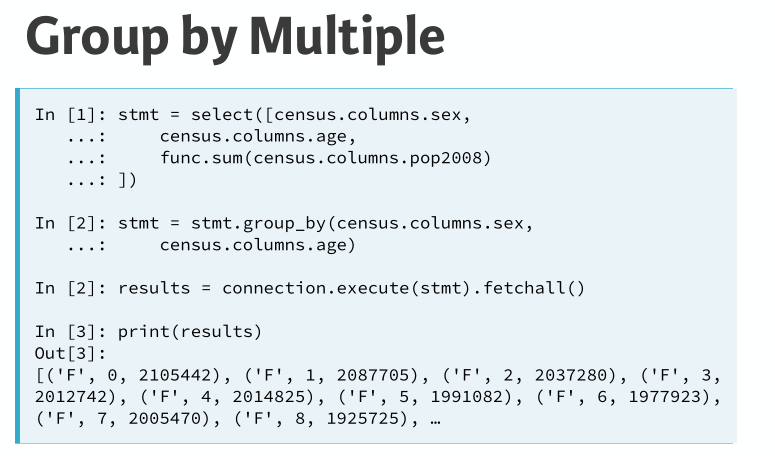 Group by Multiple
In [1]: stmt = select([census.columns.sex,
   ...:     census.columns.age,
   ...:     func.sum(census.columns.pop2008)
   ...: ])
In [2]: stmt = stmt.group_by(census.columns.sex,
   ...:     census.columns.age)
In [2]: results = connection.execute(stmt).fetchall()
In [3]: print(results)
Out[3]:
[('F', 0, 2105442), ('F', 1, 2087705), ('F', 2, 2037280), ('F', 3,
2012742), ('F', 4, 2014825), ('F', 5, 1991082), ('F', 6, 1977923),
('F', 7, 2005470), ('F', 8, 1925725), …